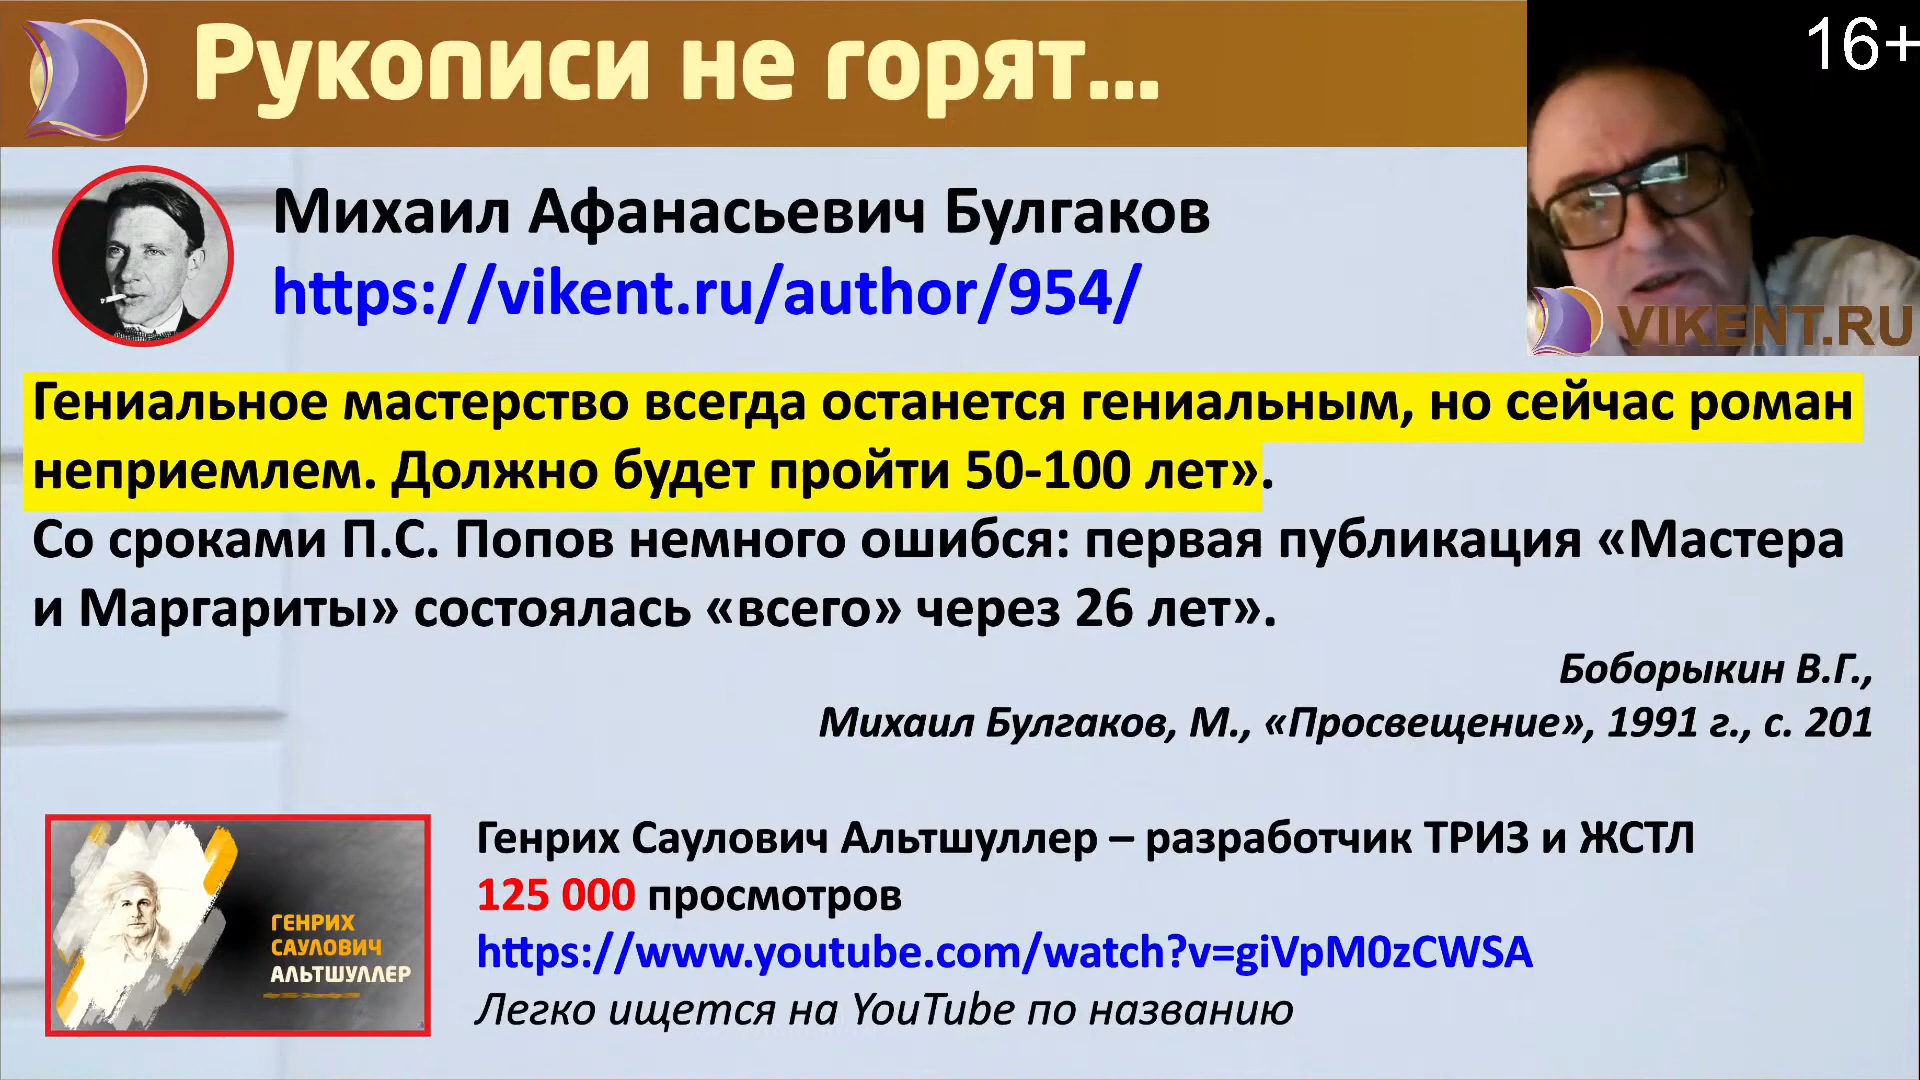 Рукописи не горят...
16+
Михаил Афанасьевич Булгаков
https://vikent.ru/author/954/
VIKENT.RU
Гениальное мастерство всегда останется гениальным, но сейчас роман
неприемлем. Должно будет пройти 50-100 лет».
Со сроками П.С. Попов немного ошибся: первая публикация «Мастера
и Маргариты» состоялась «всего» через 26 лет».
Боборыкин В.Г.,
Михаил Булгаков, М., «Просвещение», 1991 г., с. 201
ГЕНРИХ
САУЛОВИЧ
АЛЬТШУЛЛЕР
Генрих Саулович Альтшуллер – разработчик ТРИЗ и ЖСТЛ
125 000 просмотров
https://www.youtube.com/watch?v=giVpM0zCWSA
Легко ищется на YouTube по названию